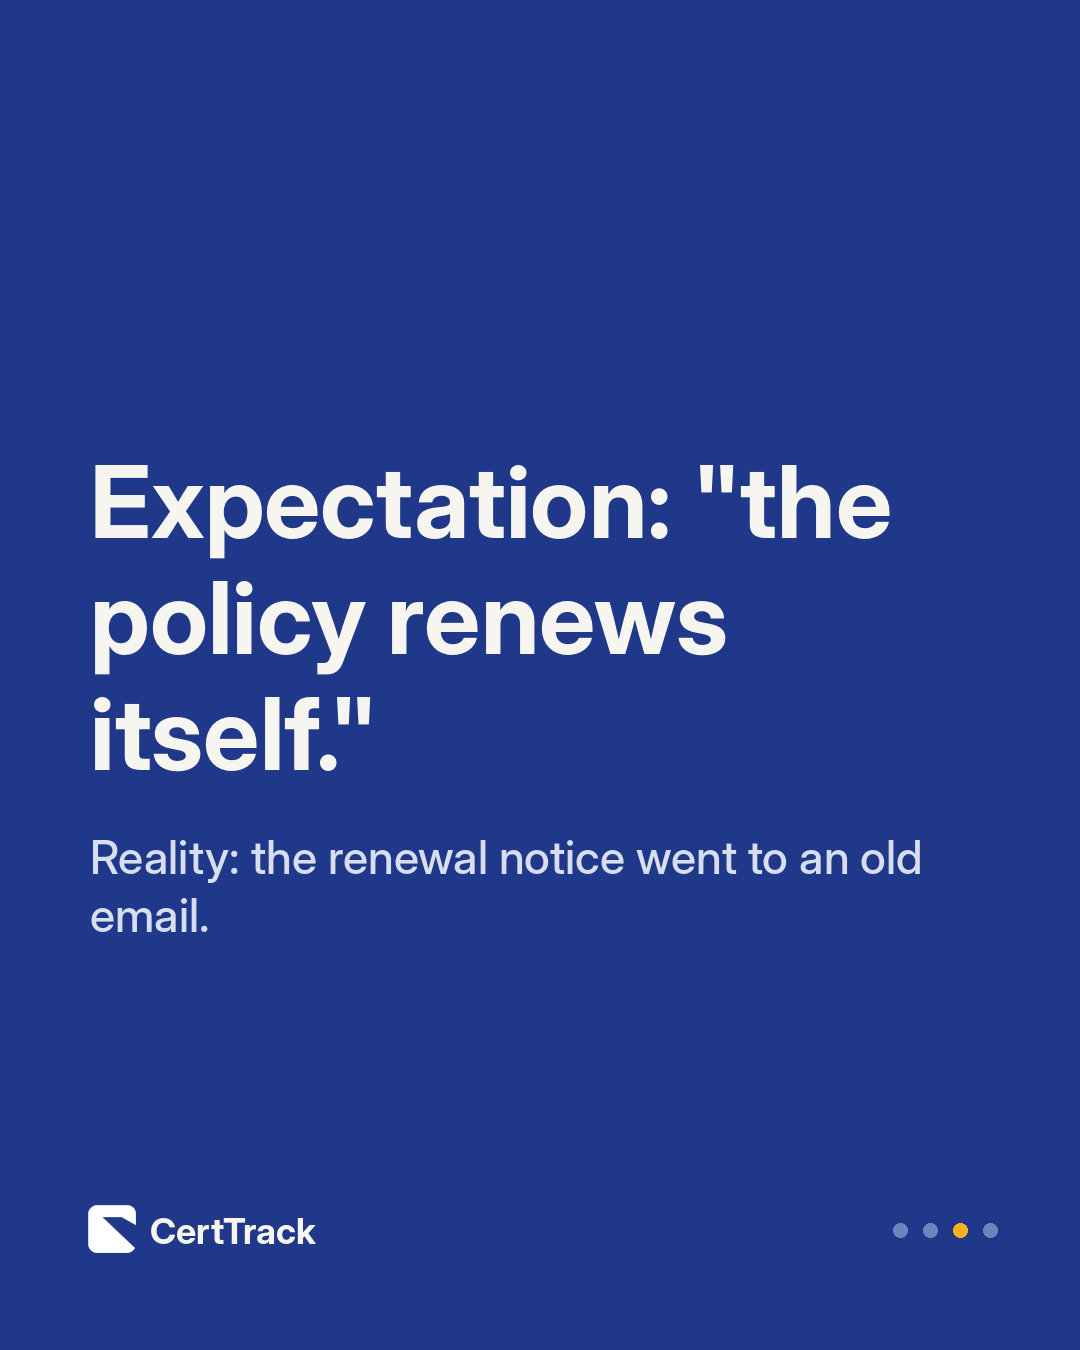 Expectation: "the
policy renews
itself."
Reality: the renewal notice went to an old
email.
CertTrack